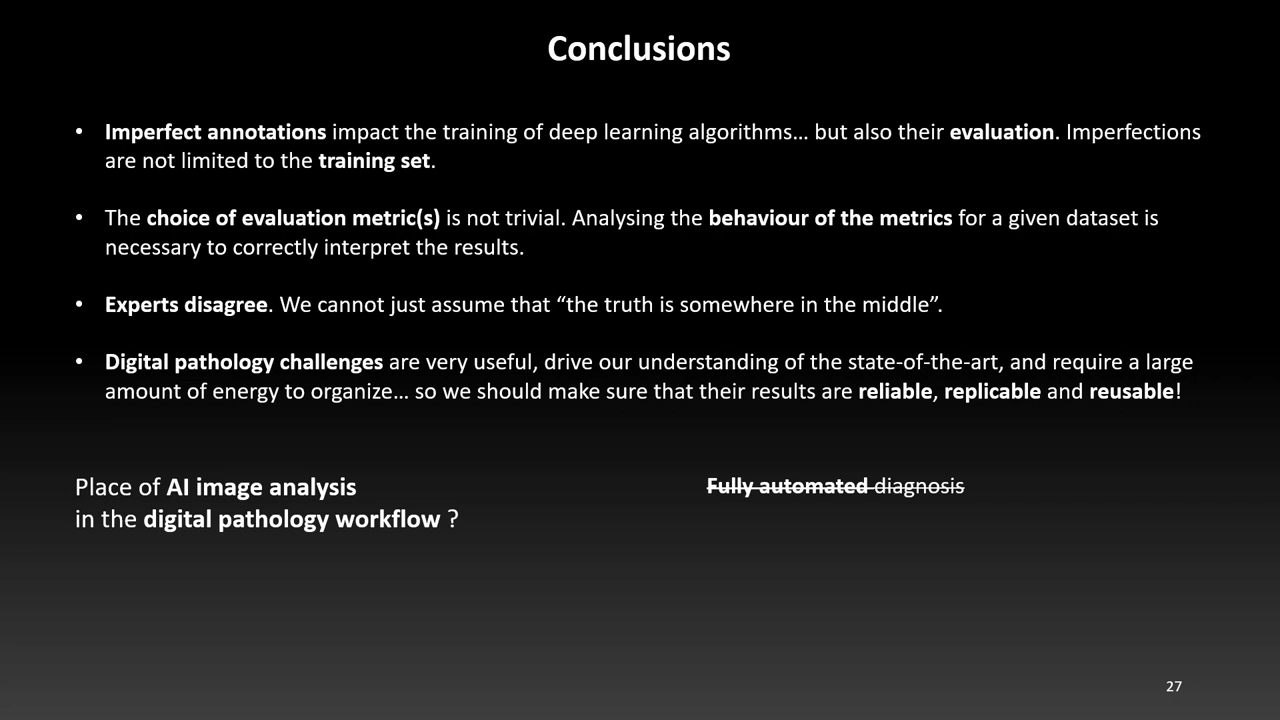 Conclusions
• Imperfect annotations impact the training of deep learning algorithms… but also their evaluation. Imperfections
are not limited to the training set.
• The choice of evaluation metric(s) is not trivial. Analysing the behaviour of the metrics for a given dataset is
necessary to correctly interpret the results.
• Experts disagree. We cannot just assume that “the truth is somewhere in the middle”.
• Digital pathology challenges are very useful, drive our understanding of the state-of-the-art, and require a large
amount of energy to organize… so we should make sure that their results are reliable, replicable and reusable!
Place of AI image analysis
in the digital pathology workflow ?
Fully automated diagnosis
27